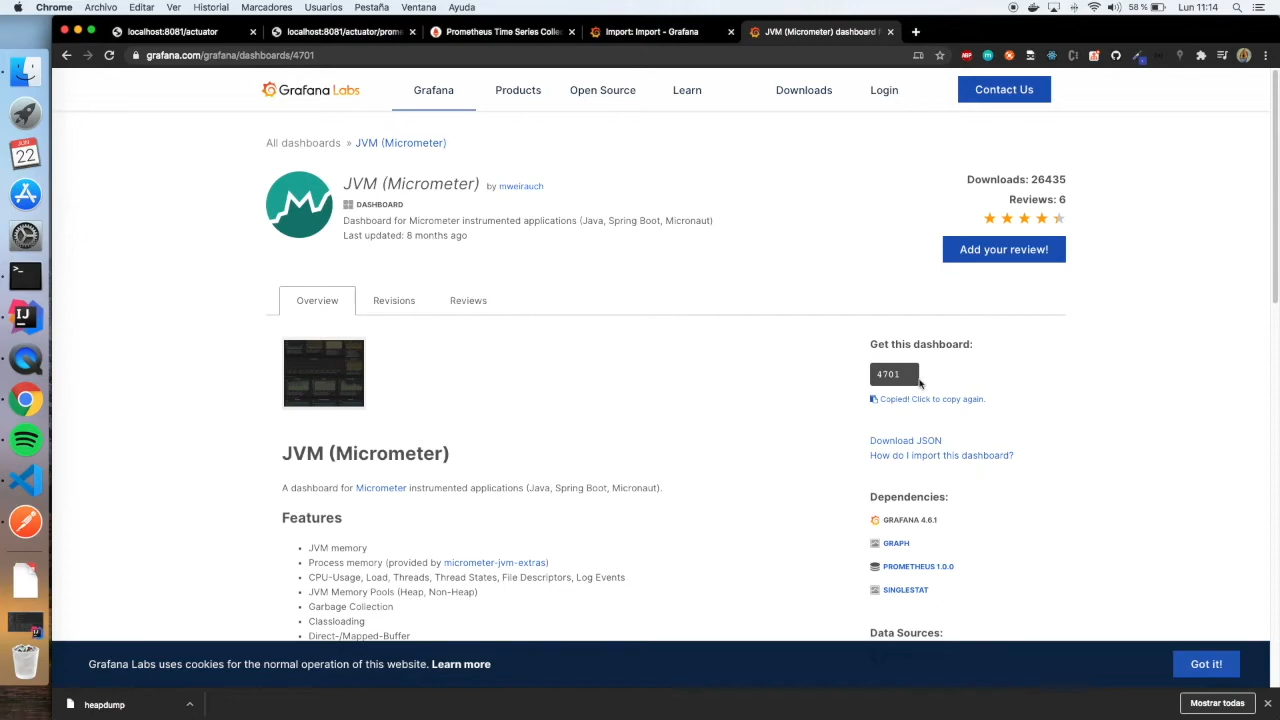 Chrome Archivo Editar Ver Historial Marcadores Usuarios Pestaña Ventana Ayuda 58 % Lun 11:14
localhost:8081/actuator localhost:8081/actuator/prom Prometheus Time Series Colle Import: Import - Grafana JVM (Micrometer) dashboard f
grafana.com/grafana/dashboards/4701
Grafana Labs Grafana Products Open Source Learn Downloads Login Contact Us
All dashboards » JVM (Micrometer)
JVM (Micrometer) by mweirauch
DASHBOARD
Dashboard for Micrometer instrumented applications (Java, Spring Boot, Micronaut)
Last updated: 8 months ago
Downloads: 26435
Reviews: 6
Add your review!
Overview Revisions Reviews
Get this dashboard:
4701
Copied! Click to copy again.
Download JSON
How do I import this dashboard?
JVM (Micrometer)
A dashboard for Micrometer instrumented applications (Java, Spring Boot, Micronaut).
Features
• JVM memory
• Process memory (provided by micrometer-jvm-extras)
• CPU-Usage, Load, Threads, Thread States, File Descriptors, Log Events
• JVM Memory Pools (Heap, Non-Heap)
• Garbage Collection
• Classloading
• Direct-/Mapped-Buffer
Dependencies:
GRAFANA 4.6.1
GRAPH
PROMETHEUS 1.0.0
SINGLESTAT
Data Sources:
Grafana Labs uses cookies for the normal operation of this website. Learn more
Got it!
heapdump
Mostrar todas
JUN
22
IJ
ABP